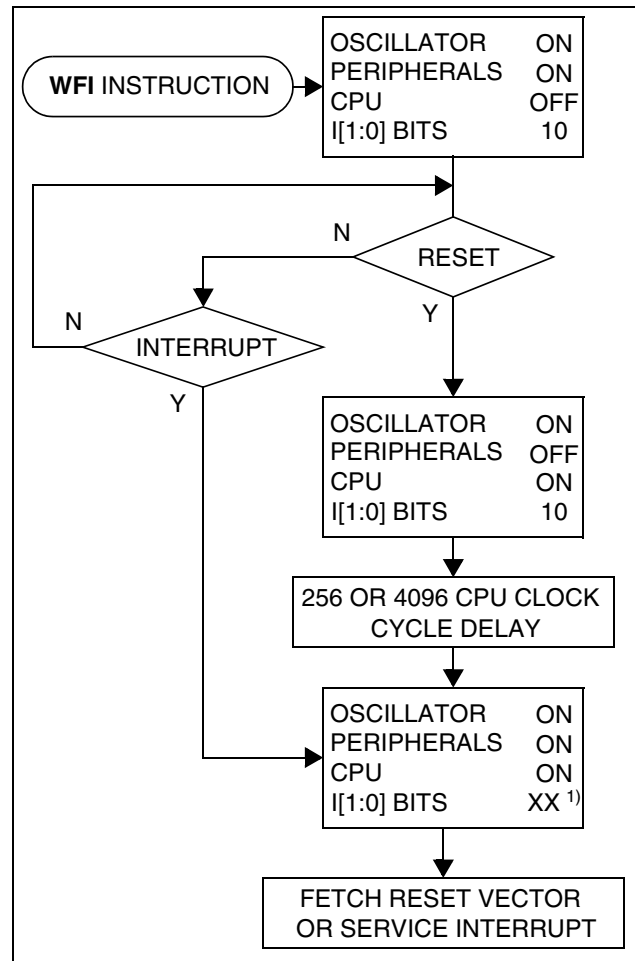 WFI INSTRUCTION
OSCILLATOR ON
PERIPHERALS ON
CPU OFF
I[1:0] BITS 10
N
RESET
Y
N
INTERRUPT
Y
OSCILLATOR ON
PERIPHERALS OFF
CPU ON
I[1:0] BITS 10
256 OR 4096 CPU CLOCK
CYCLE DELAY
OSCILLATOR ON
PERIPHERALS ON
CPU ON
I[1:0] BITS XX 1)
FETCH RESET VECTOR
OR SERVICE INTERRUPT